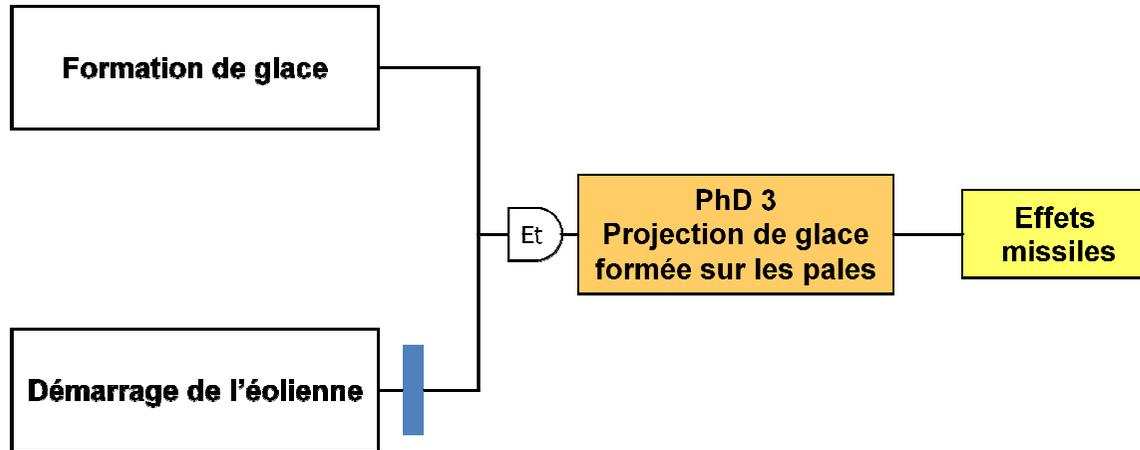 Formation de glace
Démarrage de l'éolienne
Et
PhD 3
Projection de glace
formée sur les pales
Effets
missiles